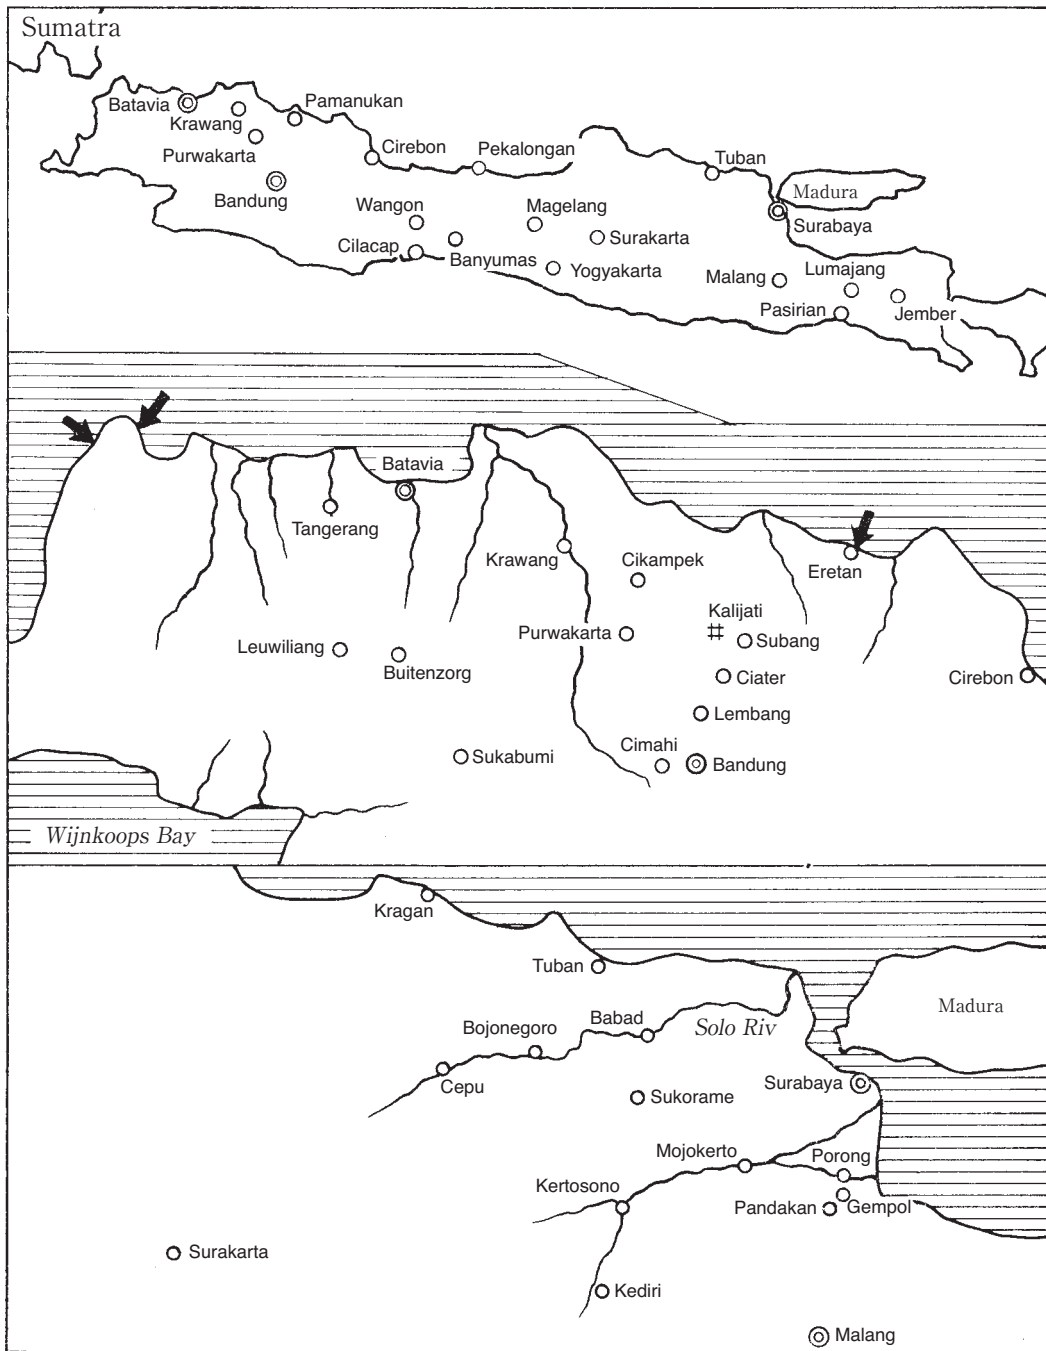 Sumatra
Batavia
Krawang
Pamanukan
Purwakarta
Cirebon
Pekalongan
Tuban
Madura
Bandung
Wangon
Magelang
Surabaya
Surakarta
Cilacap
Banyumas
Yogyakarta
Malang
Lumajang
Pasirian
Jember
Batavia
Tangerang
Krawang
Cikampek
Eretan
Kalijati
Purwakarta
Subang
Leuwiliang
Buitenzorg
Ciater
Cirebon
Lembang
Sukabumi
Cimahi
Bandung
Wijnkoops Bay
Kragan
Tuban
Madura
Babad
Solo Riv
Bojonegoro
Cepu
Surabaya
Sukorame
Mojokerto
Porong
Kertosono
Pandakan
Gempol
Surakarta
Kediri
Malang